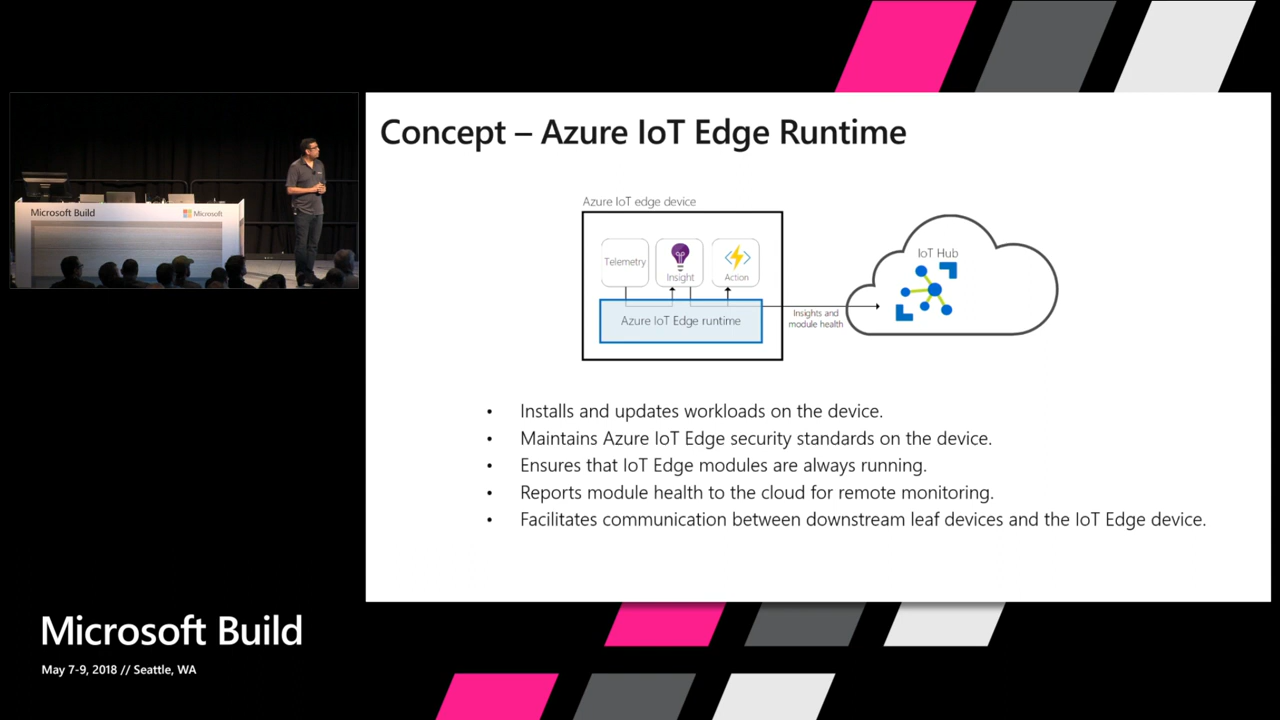 Concept – Azure IoT Edge Runtime
Azure IoT edge device
Telemetry
Insight
Action
Azure IoT Edge runtime
Insights and
module health
IoT Hub
• Installs and updates workloads on the device.
• Maintains Azure IoT Edge security standards on the device.
• Ensures that IoT Edge modules are always running.
• Reports module health to the cloud for remote monitoring.
• Facilitates communication between downstream leaf devices and the IoT Edge device.
Microsoft Build
Microsoft
Microsoft Build
May 7-9, 2018 // Seattle, WA